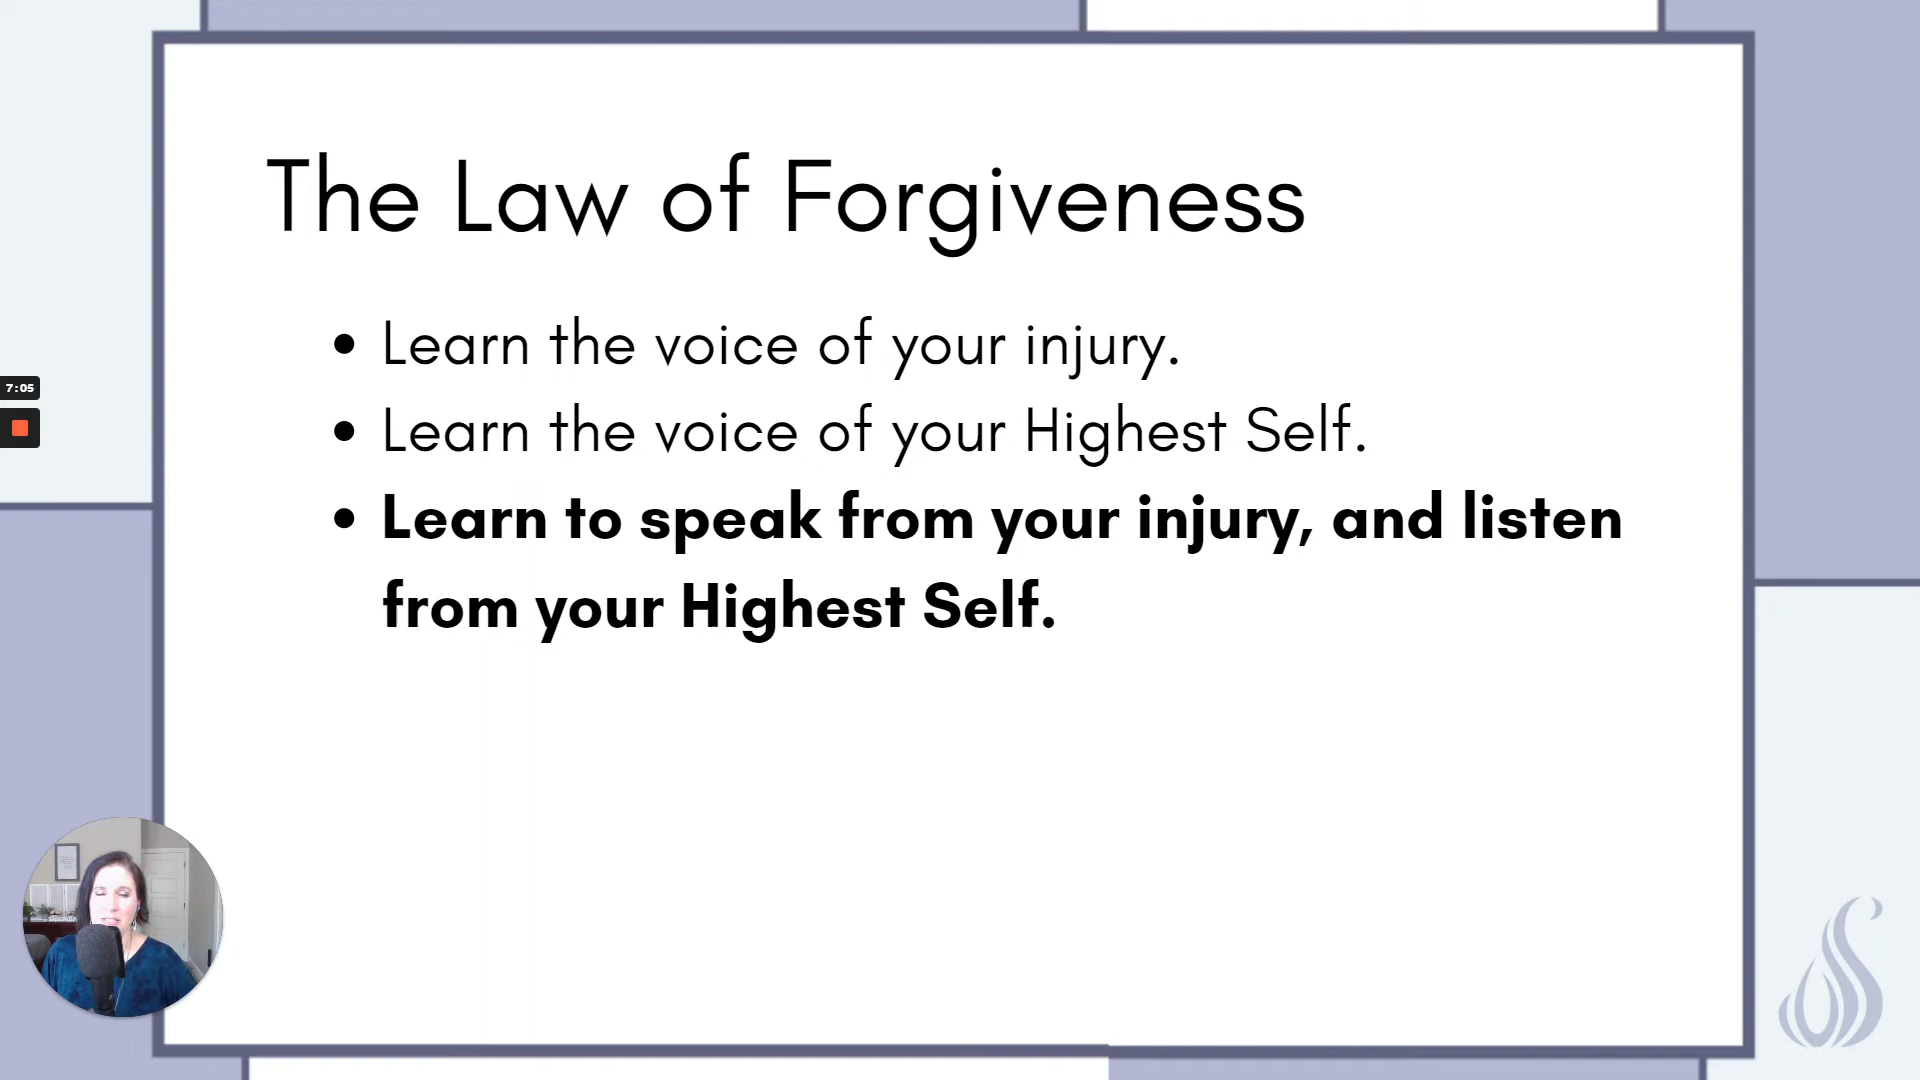 The Law of Forgiveness
• Learn the voice of your injury.
• Learn the voice of your Highest Self.
• Learn to speak from your injury, and listen
from your Highest Self.
7:05